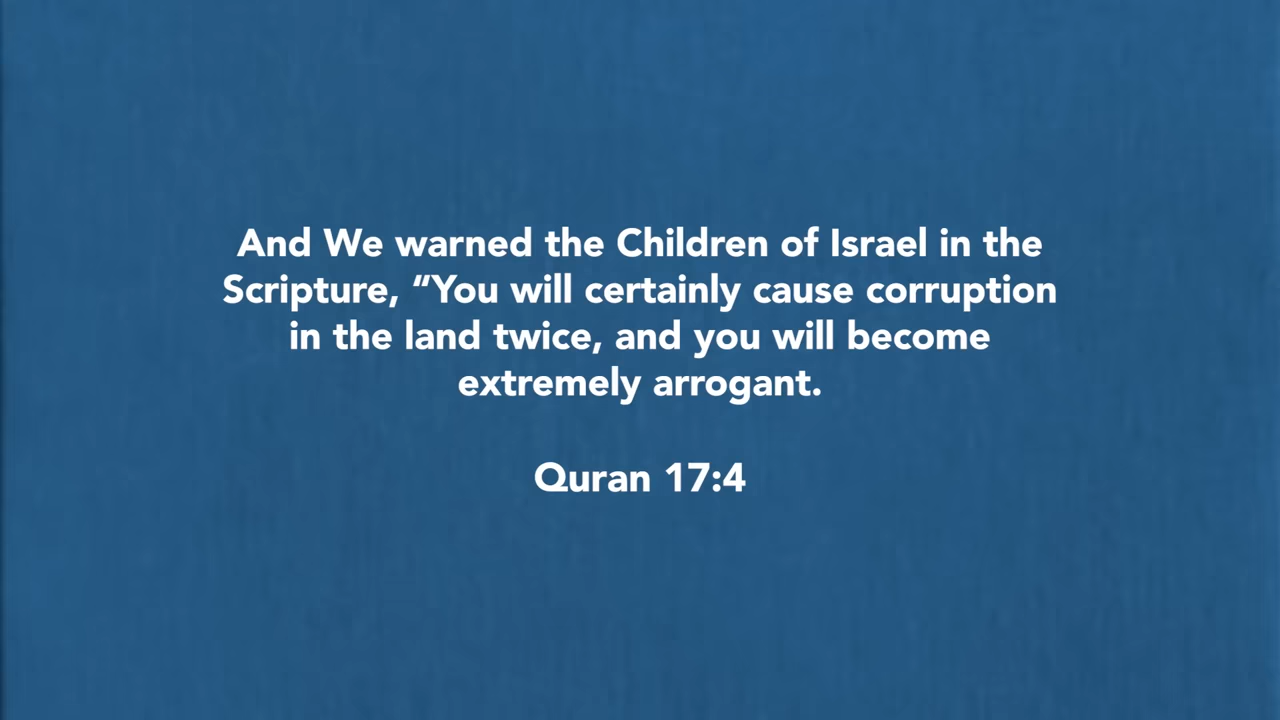 And We warned the Children of Israel in the
Scripture, “You will certainly cause corruption
in the land twice, and you will become
extremely arrogant.
Quran 17:4